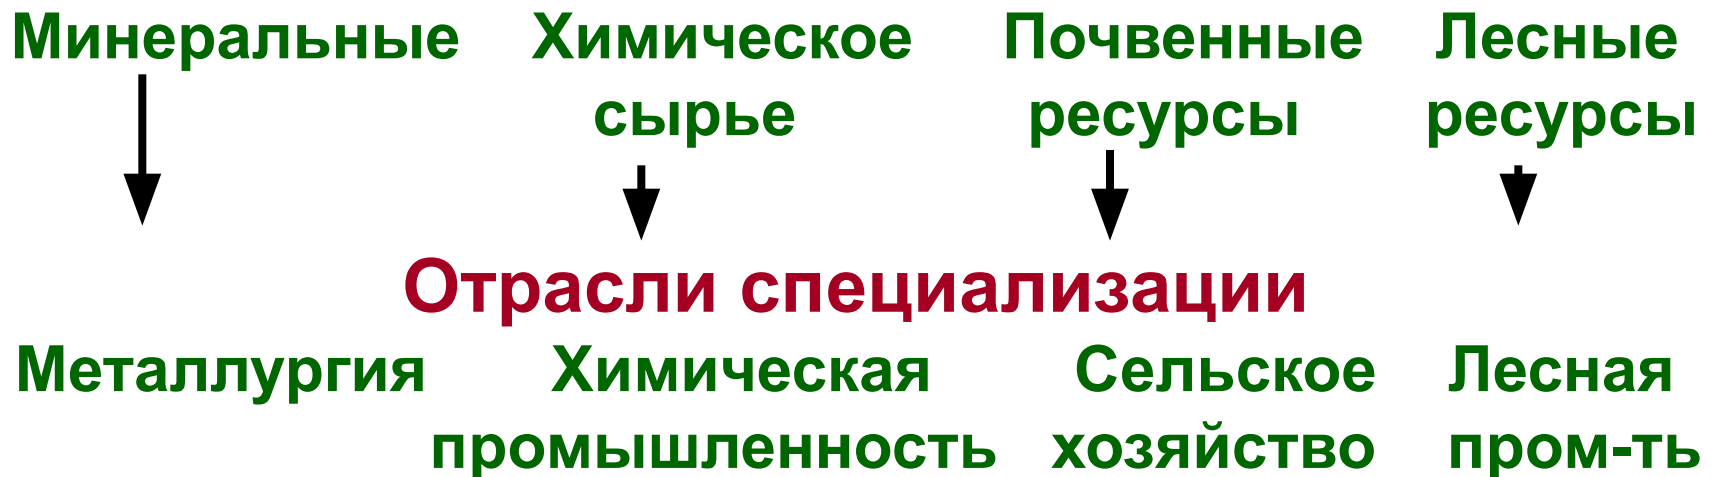 Минеральные Химическое Почвенные Лесные
сырье ресурсы ресурсы
Отрасли специализации
Металлургия Химическая Сельское Лесная
промышленность хозяйство пром-ть